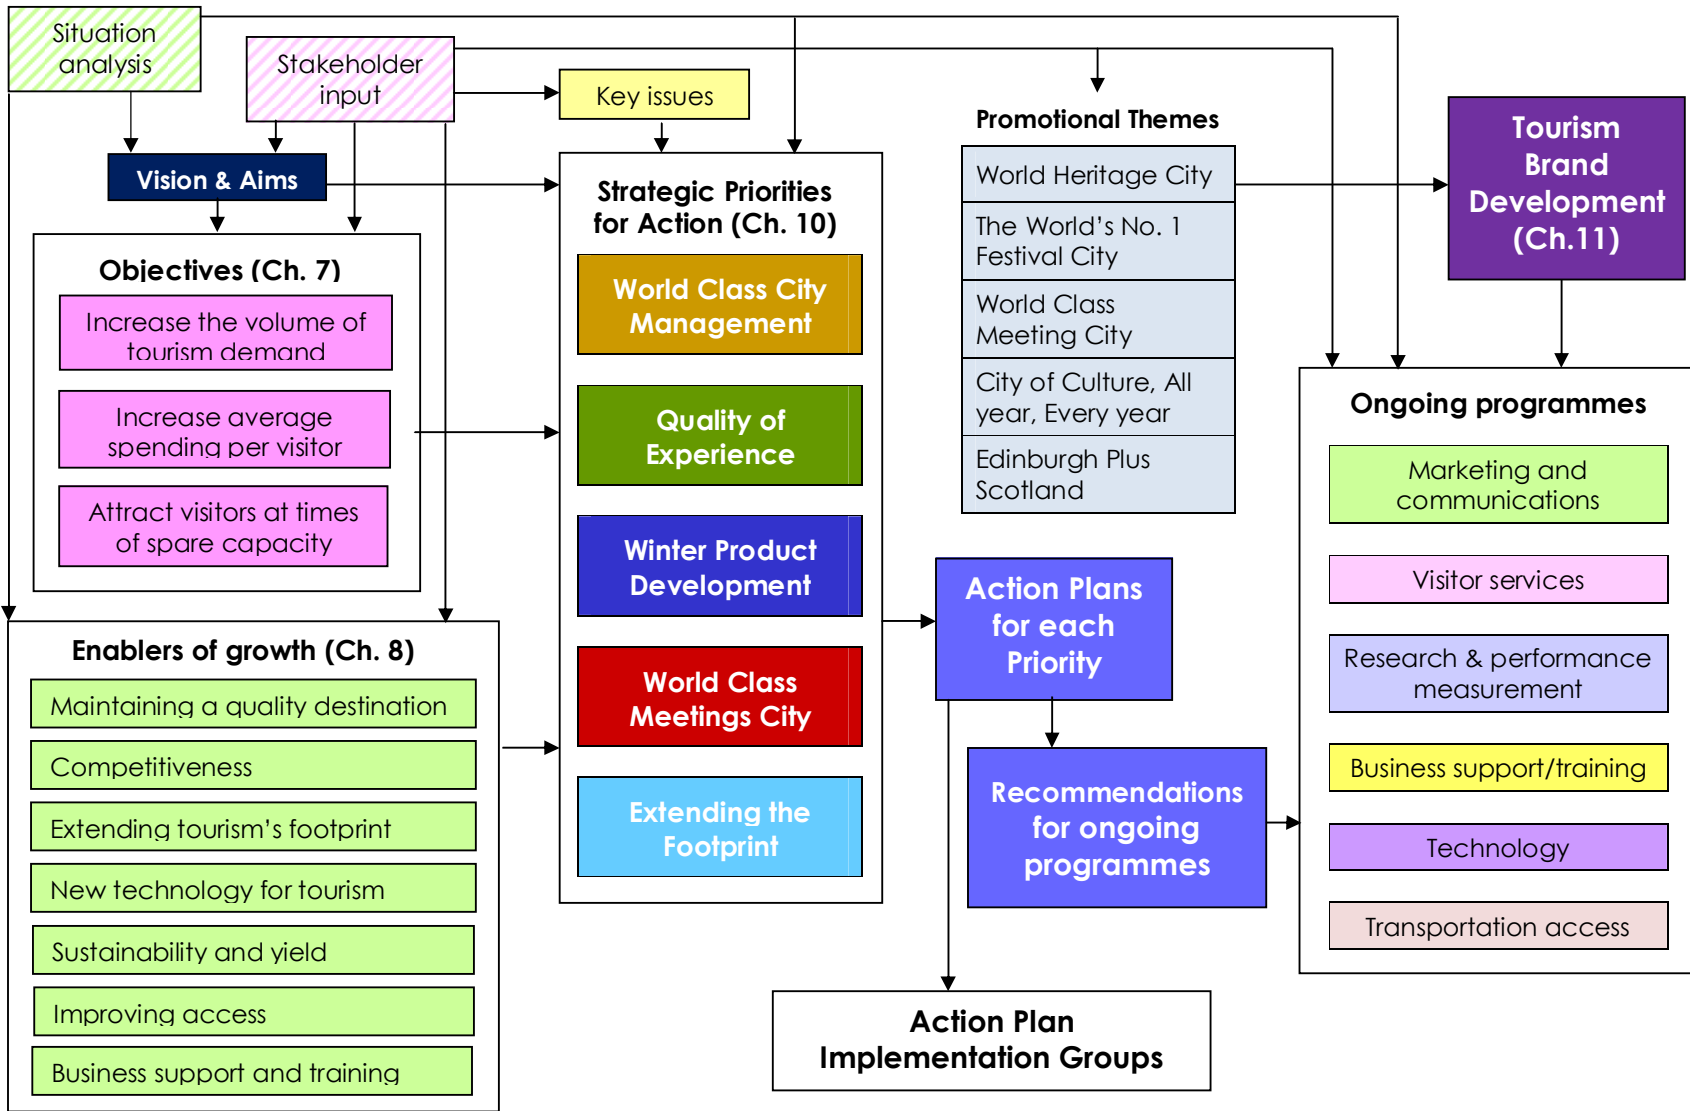 Situation
analysis
Stakeholder
input
Key issues
Vision & Aims
Objectives (Ch. 7)
Increase the volume of
tourism demand
Increase average
spending per visitor
Attract visitors at times
of spare capacity
Enablers of growth (Ch. 8)
Maintaining a quality destination
Competitiveness
Extending tourism's footprint
New technology for tourism
Sustainability and yield
Improving access
Business support and training
Strategic Priorities
for Action (Ch. 10)
World Class City
Management
Quality of
Experience
Winter Product
Development
World Class
Meetings City
Extending the
Footprint
Promotional Themes
World Heritage City
The World's No. 1
Festival City
World Class
Meeting City
City of Culture, All
year, Every year
Edinburgh Plus
Scotland
Action Plans
for each
Priority
Recommendations
for ongoing
programmes
Action Plan
Implementation Groups
Tourism
Brand
Development
(Ch.11)
Ongoing programmes
Marketing and
communications
Visitor services
Research & performance
measurement
Business support/training
Technology
Transportation access